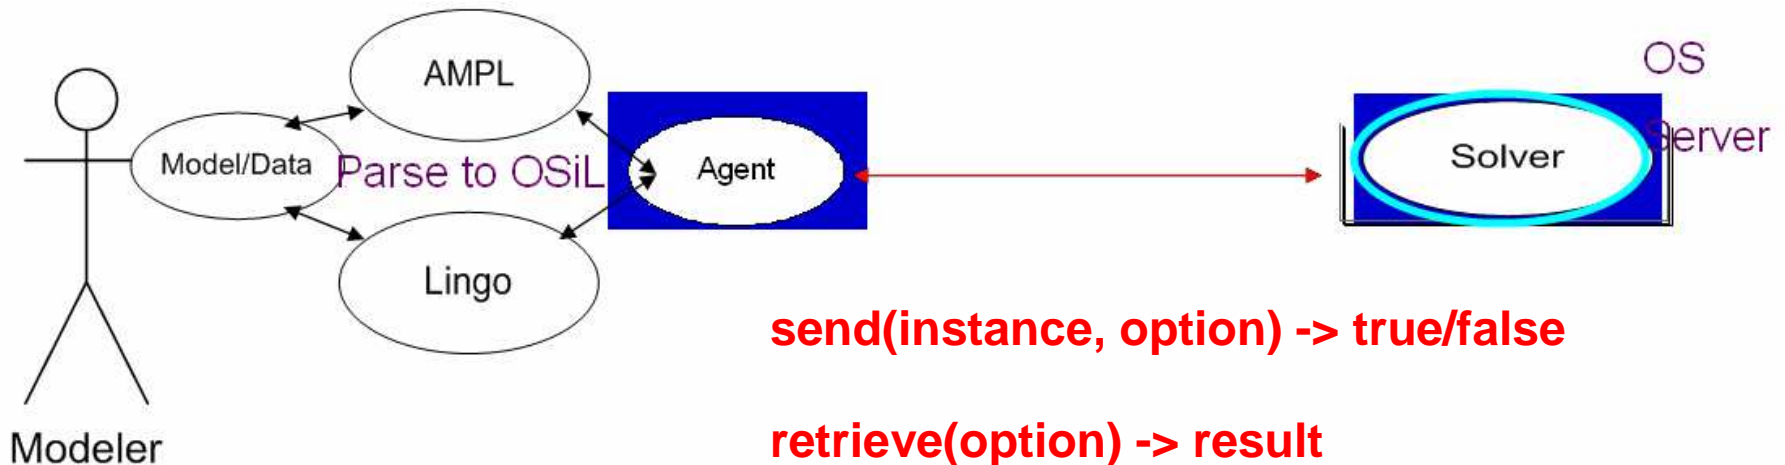 AMPL
OS
Server
Model/Data
Parse to OSiL
Agent
Solver
Lingo
send(instance, option) -> true/false
retrieve(option) -> result
Modeler